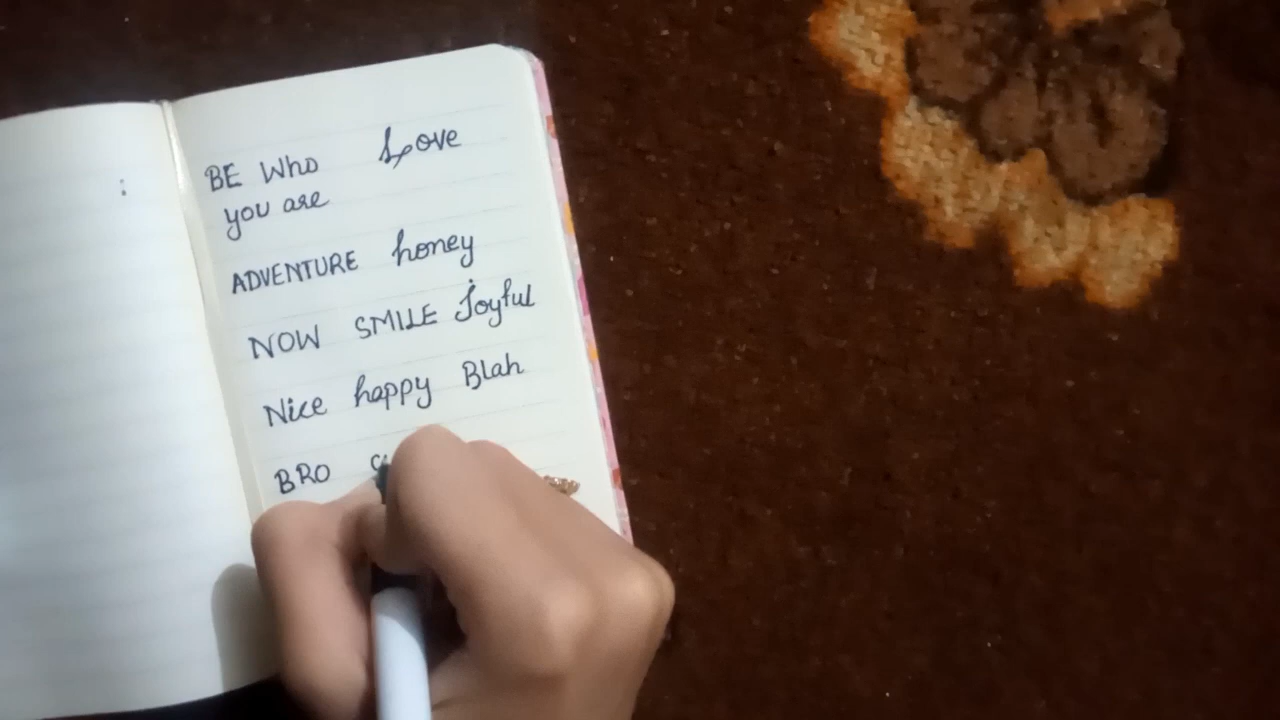 BE Who Love
you are
ADVENTURE honey
NOW SMILE Joyful
Nice happy Blah
BRO